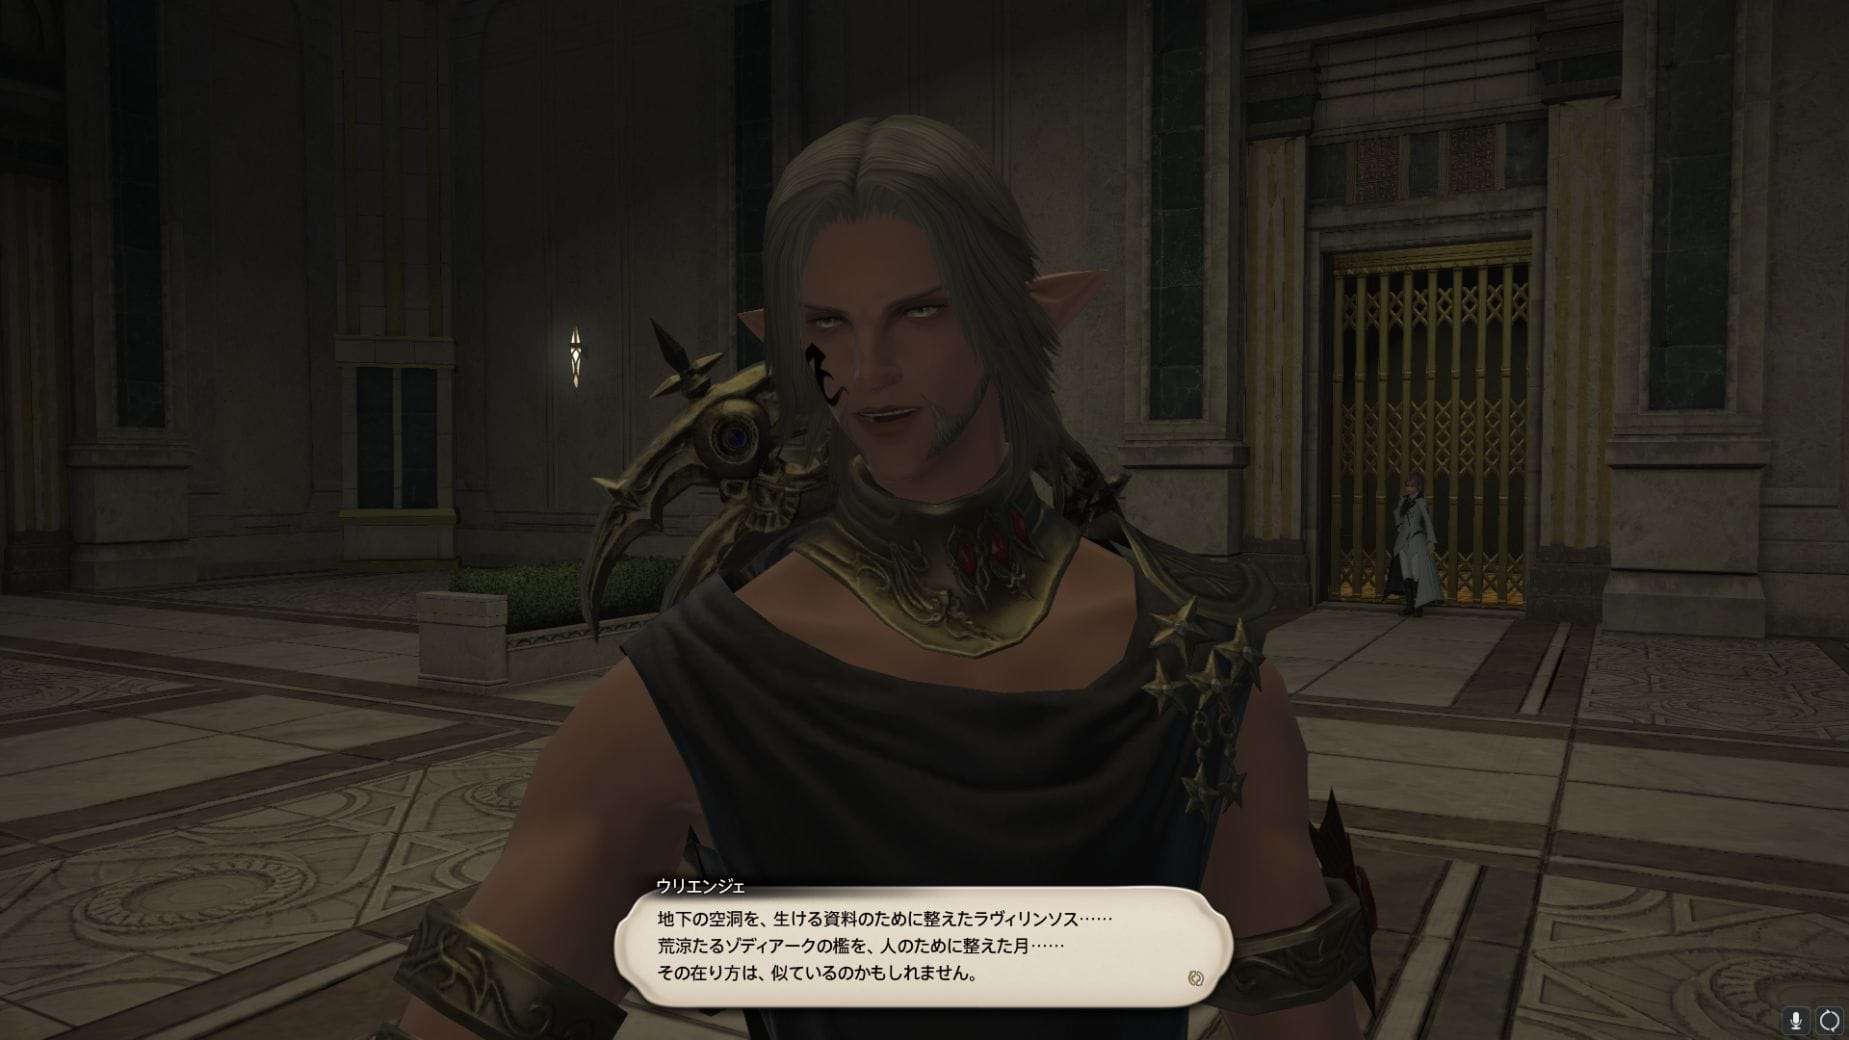 ウリエンジェ
地下の空洞を、生ける資料のために整えたラヴィリンソス……
荒涼たるゾディアークの檻を、人のために整えた月……
その在り方は、似ているのかもしれません。